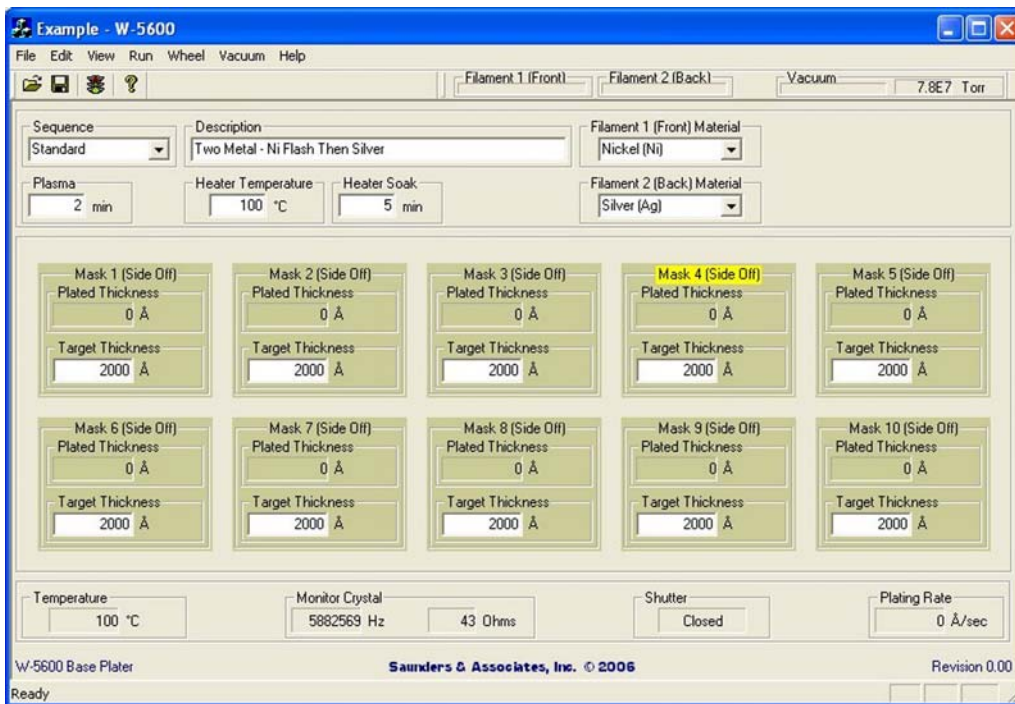 Example - W-5600
File Edit View Run Wheel Vacuum Help
Filament 1 (Front) Filament 2 (Back) Vacuum
7.8E7 Torr
Sequence Description Filament 1 (Front) Material
Standard Two Metal - Ni Flash Then Silver Nickel (Ni)
Plasma Heater Temperature Heater Soak Filament 2 (Back) Material
2 min 100 °C 5 min Silver (Ag)
Mask 1 (Side Off) Mask 2 (Side Off) Mask 3 (Side Off) Mask 4 (Side Off) Mask 5 (Side Off)
Plated Thickness Plated Thickness Plated Thickness Plated Thickness Plated Thickness
0 Å 0 Å 0 Å 0 Å 0 Å
Target Thickness Target Thickness Target Thickness Target Thickness Target Thickness
2000 Å 2000 Å 2000 Å 2000 Å 2000 Å
Mask 6 (Side Off) Mask 7 (Side Off) Mask 8 (Side Off) Mask 9 (Side Off) Mask 10 (Side Off)
Plated Thickness Plated Thickness Plated Thickness Plated Thickness Plated Thickness
0 Å 0 Å 0 Å 0 Å 0 Å
Target Thickness Target Thickness Target Thickness Target Thickness Target Thickness
2000 Å 2000 Å 2000 Å 2000 Å 2000 Å
Temperature Monitor Crystal Shutter Plating Rate
100 °C 5882569 Hz 43 Ohms Closed 0 Å/sec
W-5600 Base Plater Saunders & Associates, Inc. © 2006 Revision 0.00
Ready